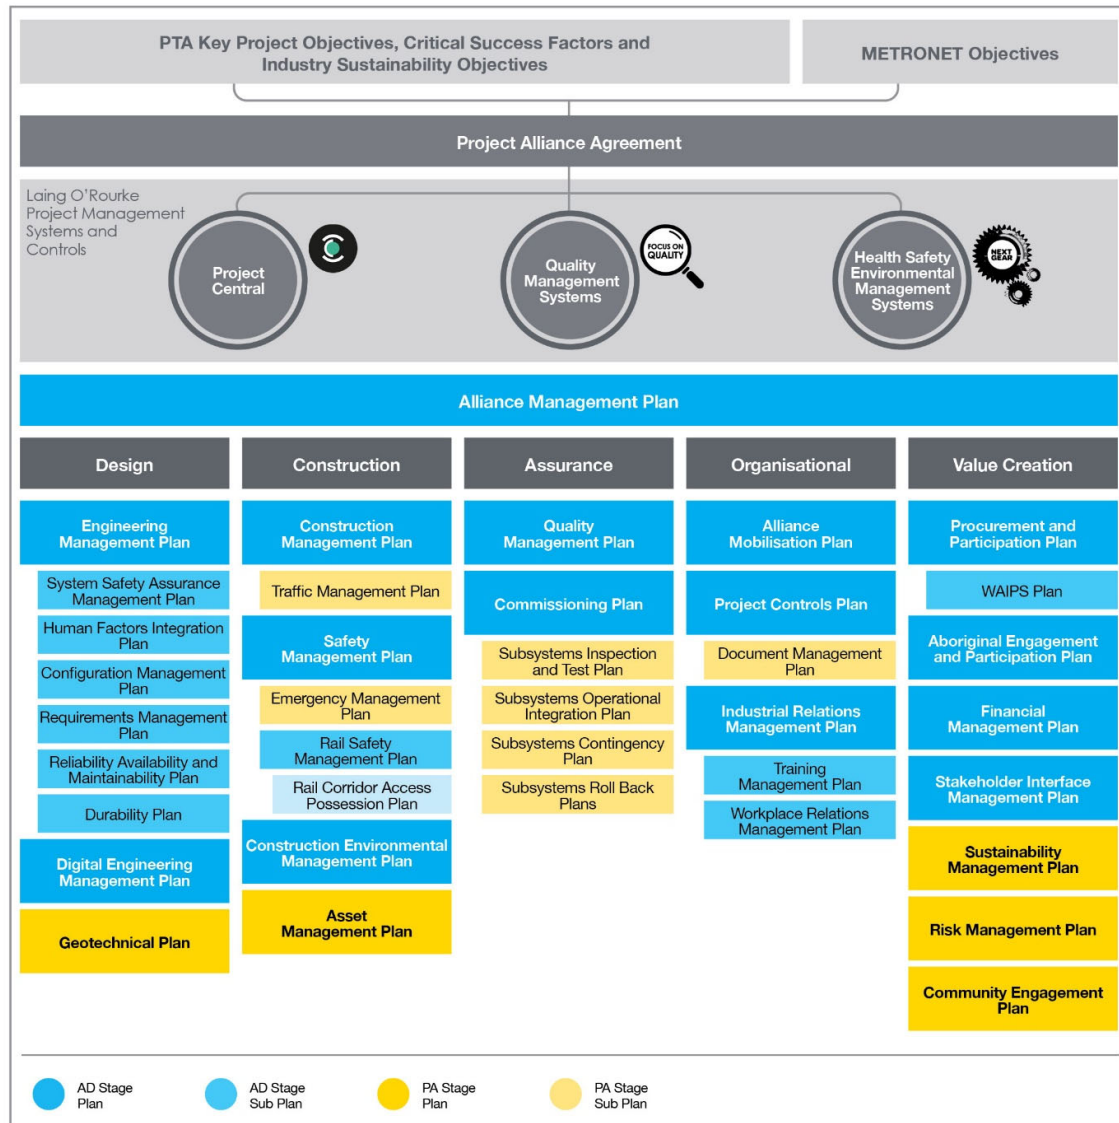 PTA Key Project Objectives, Critical Success Factors and
Industry Sustainability Objectives
METRONET Objectives
Project Alliance Agreement
Laing O'Rourke
Project Management
Systems and
Controls
Project
Central
FOCUS ON
QUALITY
Quality
Management
Systems
Health Safety
Environmental
Management
Systems
NEXT
GEAR
Alliance Management Plan
Design
Engineering
Management Plan
System Safety Assurance
Management Plan
Human Factors Integration
Plan
Configuration Management
Plan
Requirements Management
Plan
Reliability Availability and
Maintainability Plan
Durability Plan
Digital Engineering
Management Plan
Geotechnical Plan
Construction
Construction
Management Plan
Traffic Management Plan
Safety
Management Plan
Emergency Management
Plan
Rail Safety
Management Plan
Rail Corridor Access
Possession Plan
Construction Environmental
Management Plan
Asset
Management Plan
Assurance
Quality
Management Plan
Commissioning Plan
Subsystems Inspection
and Test Plan
Subsystems Operational
Integration Plan
Subsystems Contingency
Plan
Subsystems Roll Back
Plans
Organisational
Alliance
Mobilisation Plan
Project Controls Plan
Document Management
Plan
Industrial Relations
Management Plan
Training
Management Plan
Workplace Relations
Management Plan
Value Creation
Procurement and
Participation Plan
WAIPS Plan
Aboriginal Engagement
and Participation Plan
Financial
Management Plan
Stakeholder Interface
Management Plan
Sustainability
Management Plan
Risk Management Plan
Community Engagement
Plan
AD Stage
Plan
AD Stage
Sub Plan
PA Stage
Plan
PA Stage
Sub Plan